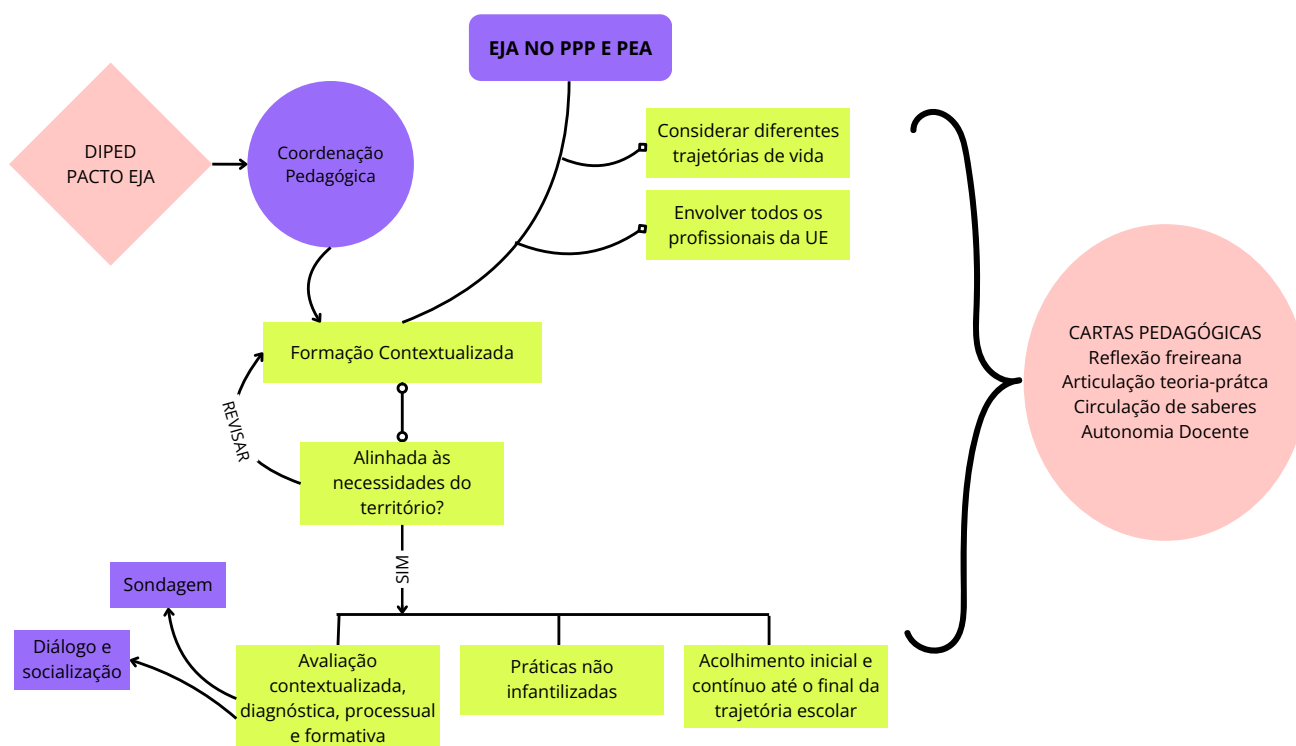 EJA NO PPP E PEA
DIPED
PACTO EJA
Coordenação
Pedagógica
Considerar diferentes
trajetórias de vida
Envolver todos os
profissionais da UE
Formação Contextualizada
REVISAR
Alinhada às
necessidades do
território?
SIM
Sondagem
Diálogo e
socialização
Avaliação
contextualizada,
diagnóstica, processual
e formativa
Práticas não
infantilizadas
Acolhimento inicial e
contínuo até o final da
trajetória escolar
CARTAS PEDAGÓGICAS
Reflexão freireana
Articulação teoria-prátca
Circulação de saberes
Autonomia Docente